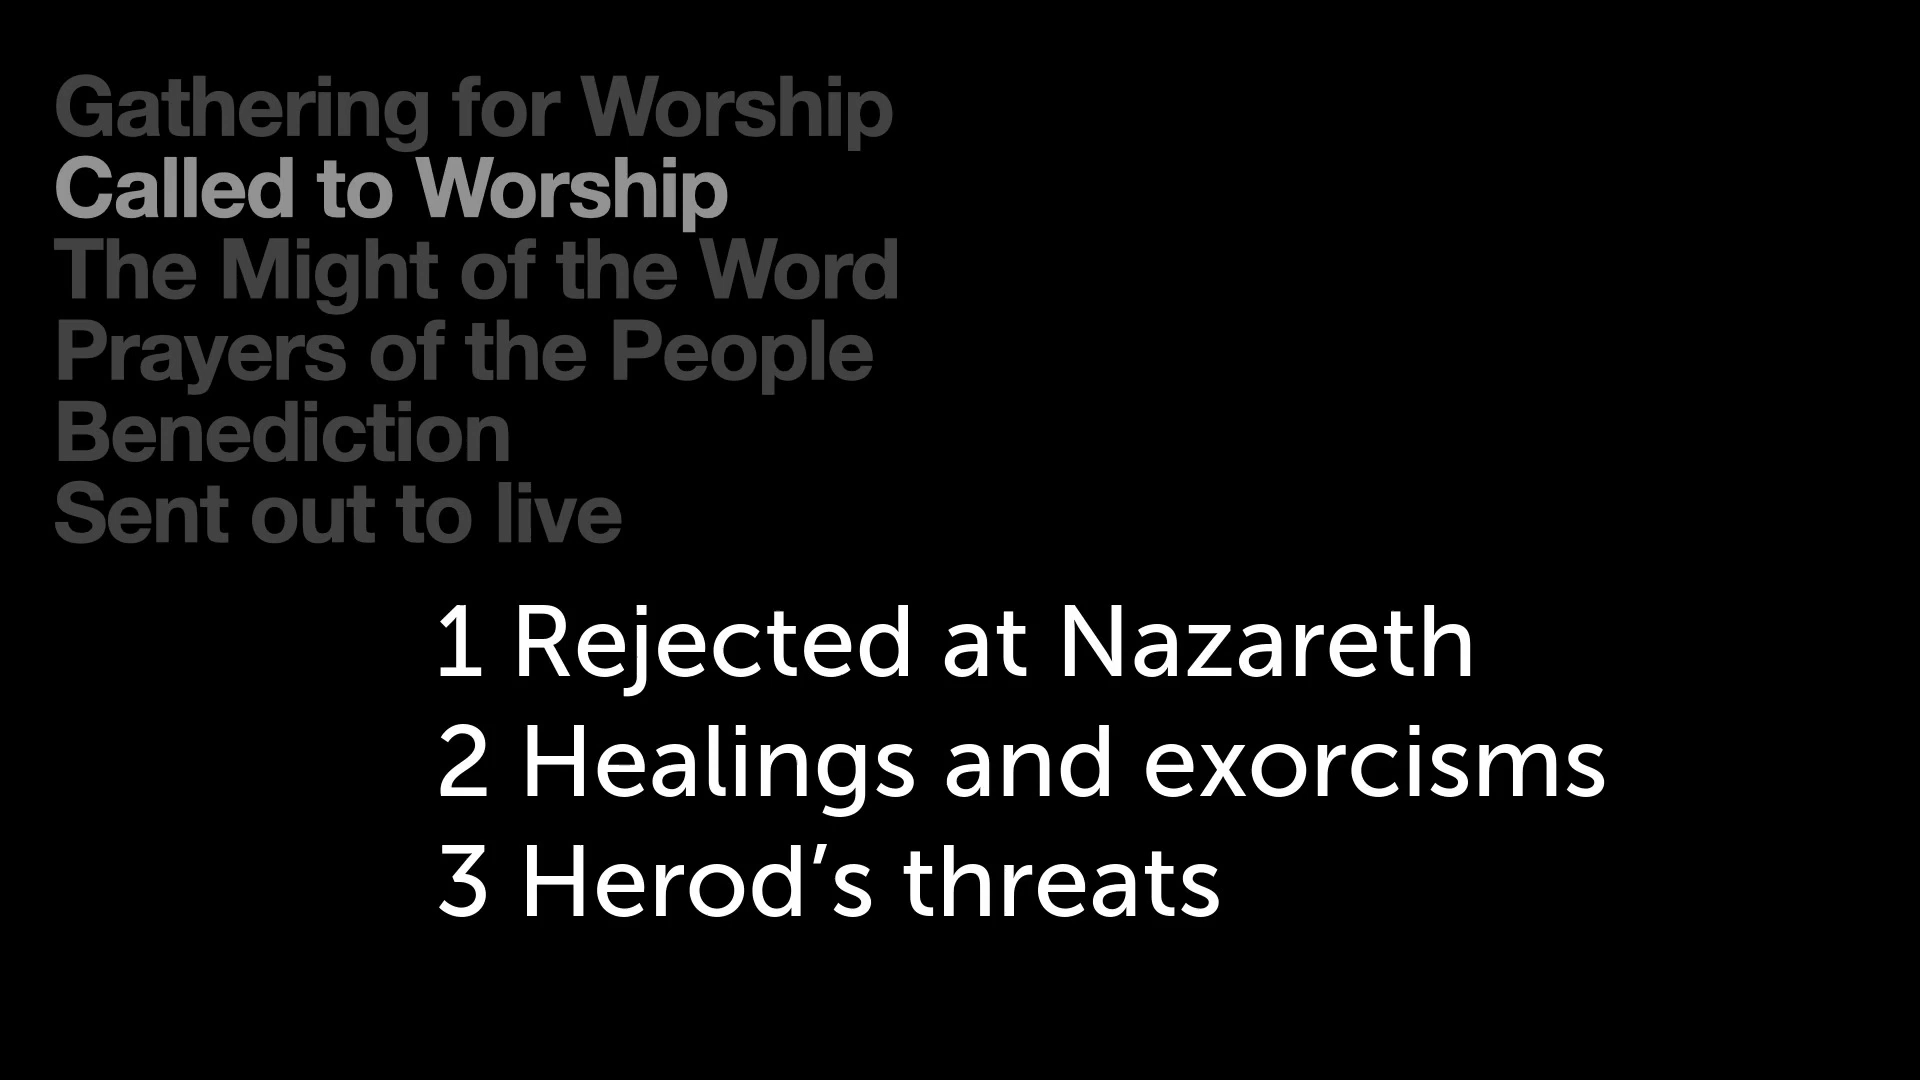 Gathering for Worship
Called to Worship
The Might of the Word
Prayers of the People
Benediction
Sent out to live
1 Rejected at Nazareth
2 Healings and exorcisms
3 Herod’s threats